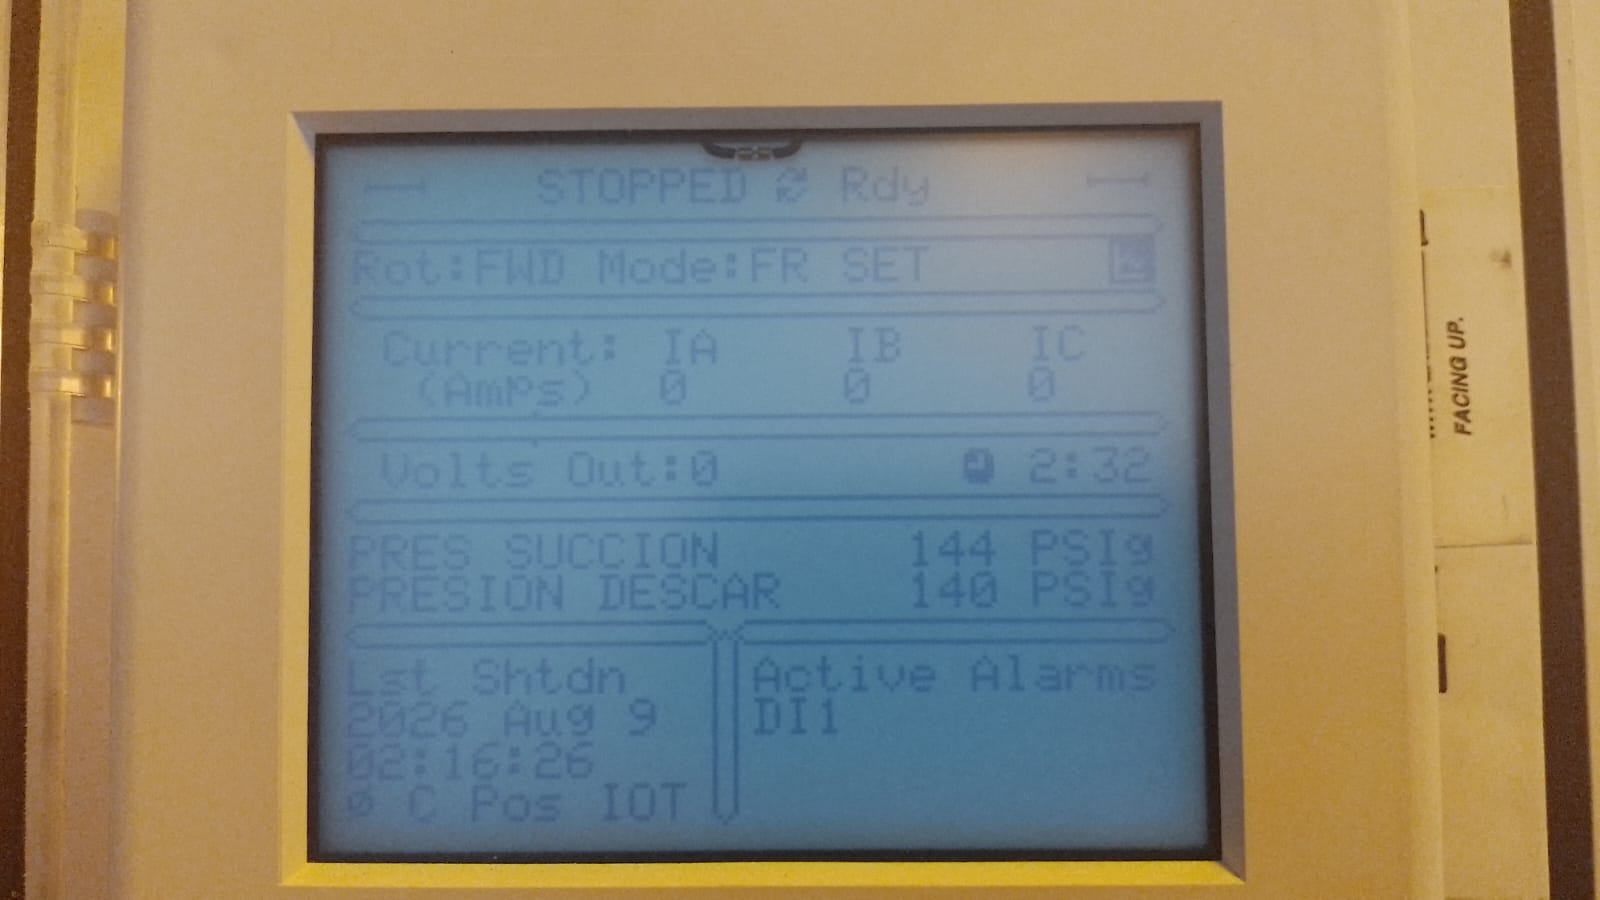 STOPPED Rdy
Rot:FWD Mode:FR SET
Current: IA IB IC
(Amps) 0 0 0
Volts Out:0 2:32
PRES SUCCION 144 PSIg
PRESION DESCAR 140 PSIg
Lst Shtdn
2026 Aug 9
02:16:26
Ø C Pos IOT
Active Alarms
DI1
FACING UP.